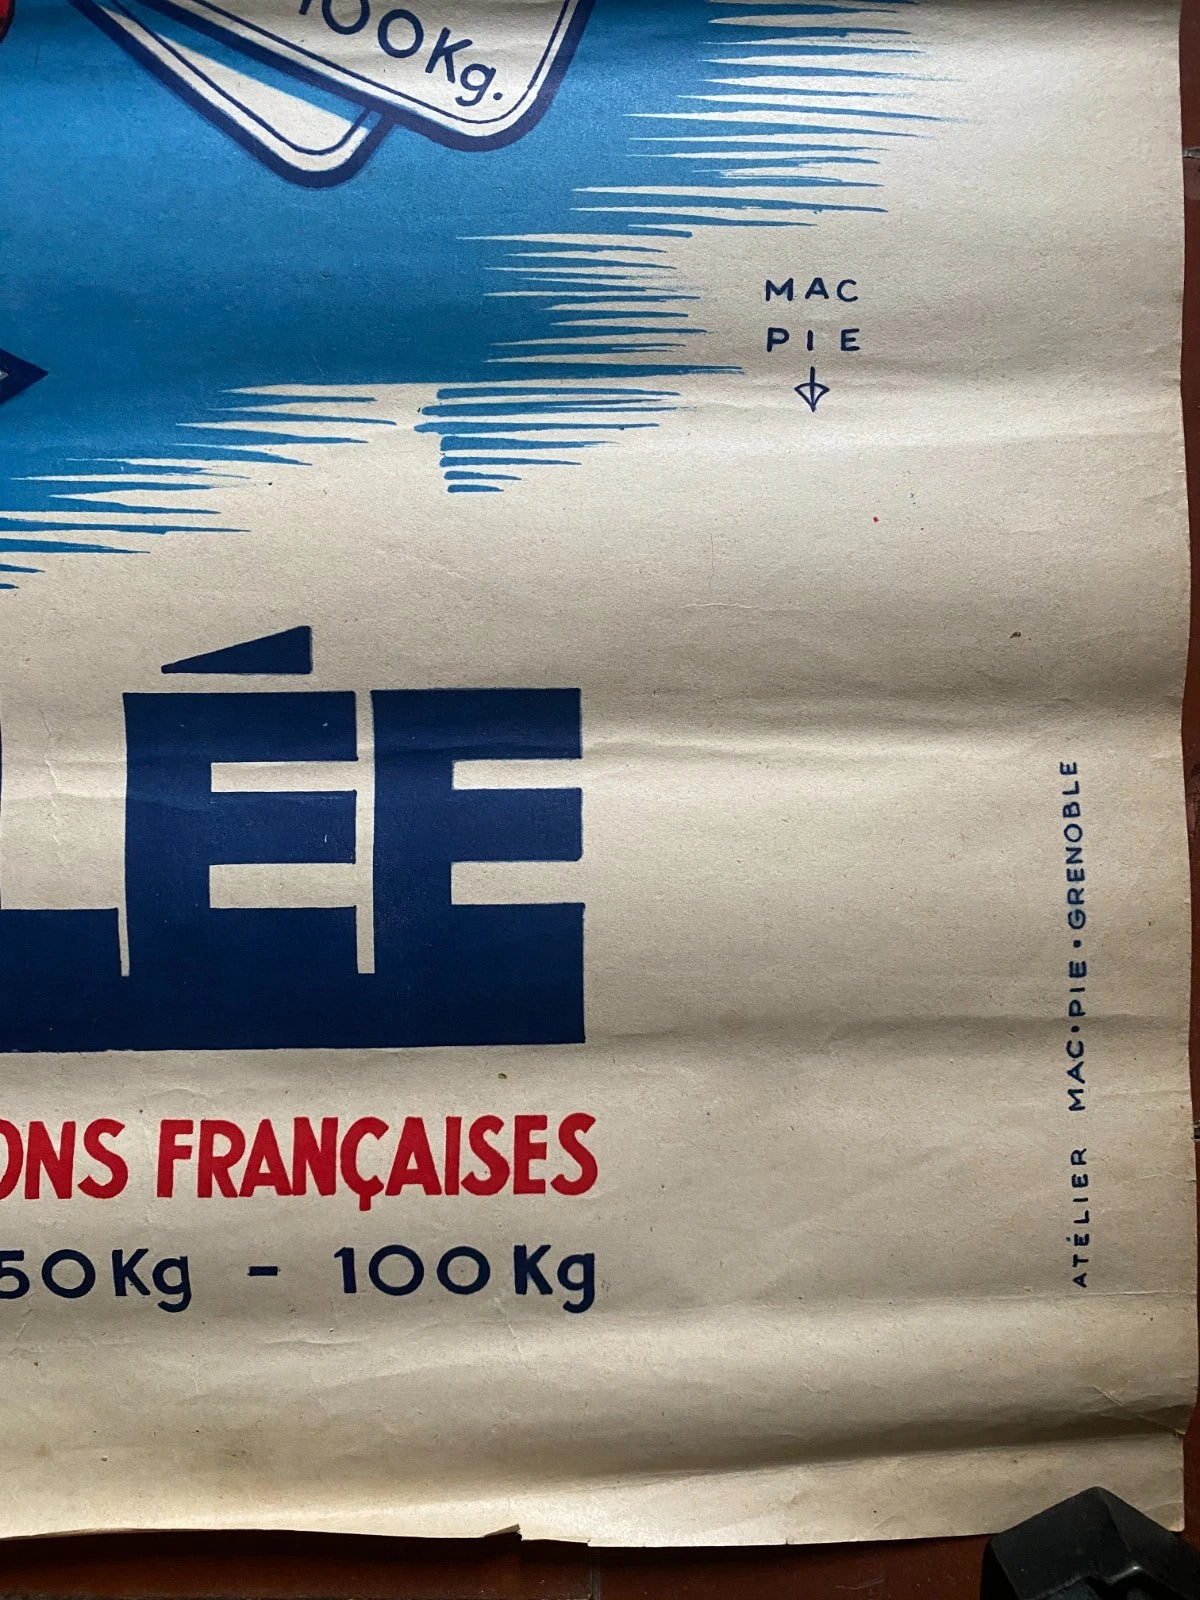 100Kg.
MAC
PIE
LÉE
ONS FRANÇAISES
50Kg - 100Kg
ATÉLIER MAC•PIE•GRENOBLE